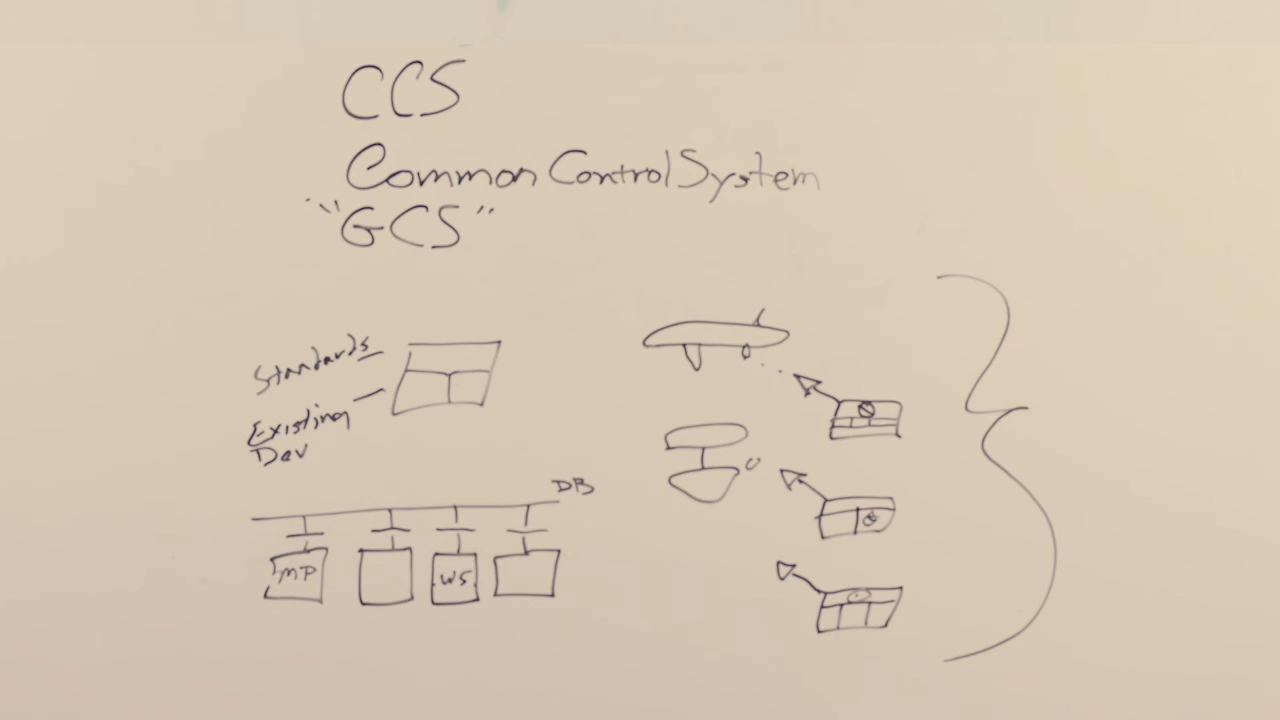 CCS
Common Control System
"GCS"
Standards
Existing
Dev
DB
MP
WS